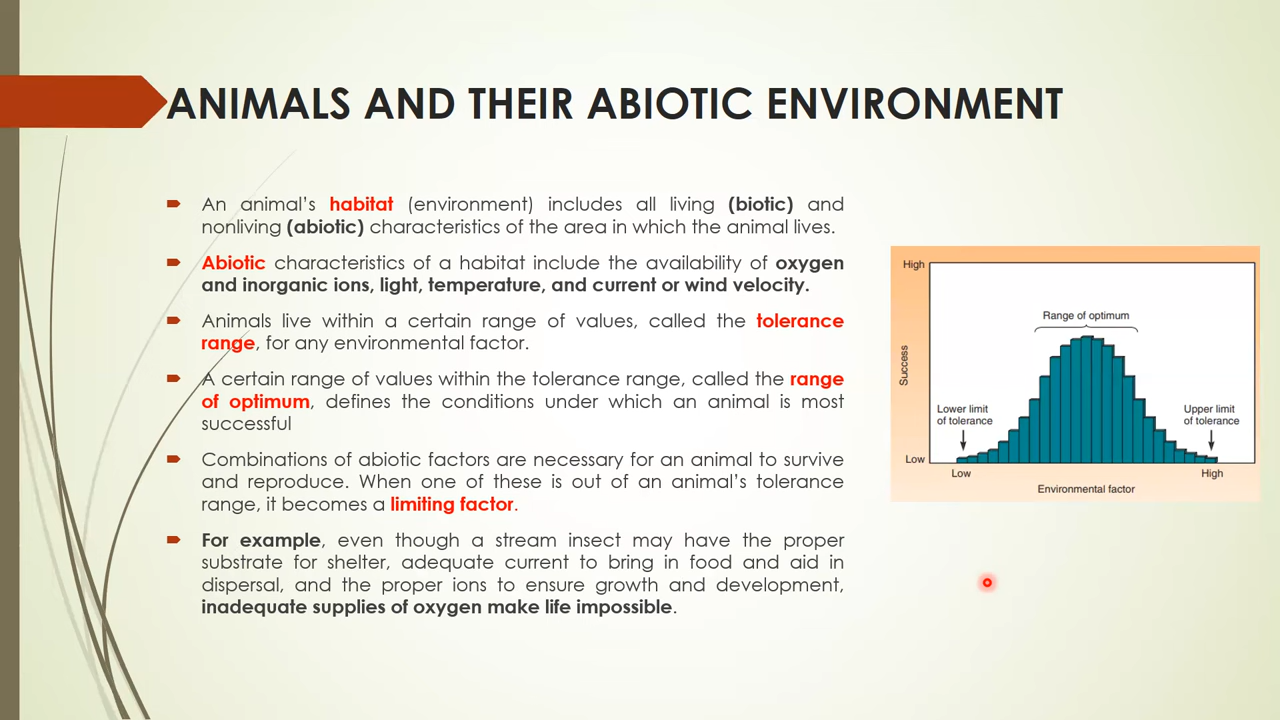 ANIMALS AND THEIR ABIOTIC ENVIRONMENT
An animal's habitat (environment) includes all living (biotic) and
nonliving (abiotic) characteristics of the area in which the animal lives.
Abiotic characteristics of a habitat include the availability of oxygen
and inorganic ions, light, temperature, and current or wind velocity.
Animals live within a certain range of values, called the tolerance
range, for any environmental factor.
A certain range of values within the tolerance range, called the range
of optimum, defines the conditions under which an animal is most
successful
Combnations of abiotic factors are necessary for an animal to survive
and reproduce. When one of these is out of an animal's tolerance
range, it becomes a limiting factor.
For example, even though a stream insect may have the proper
substrate for shelter, adequate current to bring in food and aid in
dispersal, and the proper ions to ensure growth and development,
inadequate supplies of oxygen make life impossible.
High
Range of optimum
Success
Lower limit
of tolerance
Upper limit
of tolerance
Low
Low
High
Environmental factor